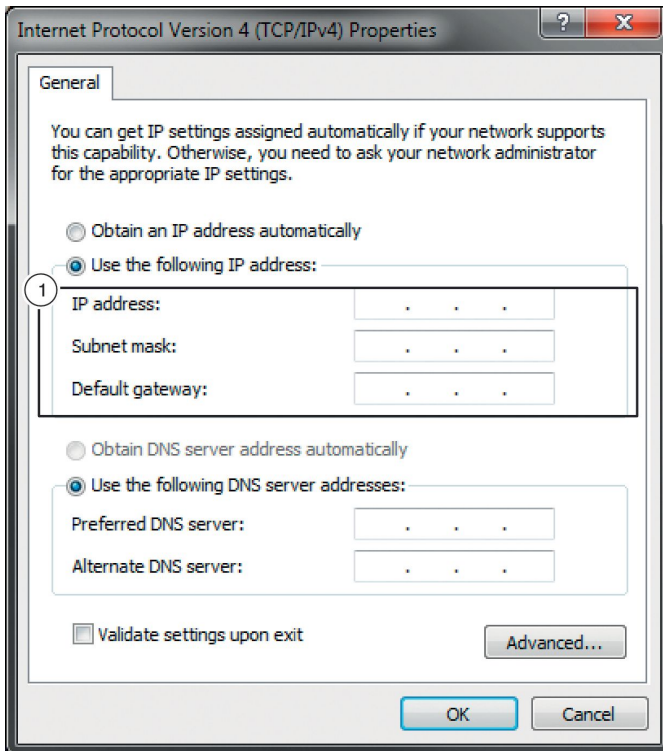 Internet Protocol Version 4 (TCP/IPv4) Properties
?
X
General
You can get IP settings assigned automatically if your network supports
this capability. Otherwise, you need to ask your network administrator
for the appropriate IP settings.
Obtain an IP address automatically
Use the following IP address:
1
IP address: . . .
Subnet mask: . . .
Default gateway: . . .
Obtain DNS server address automatically
Use the following DNS server addresses:
Preferred DNS server: . . .
Alternate DNS server: . . .
Validate settings upon exit
Advanced...
OK Cancel